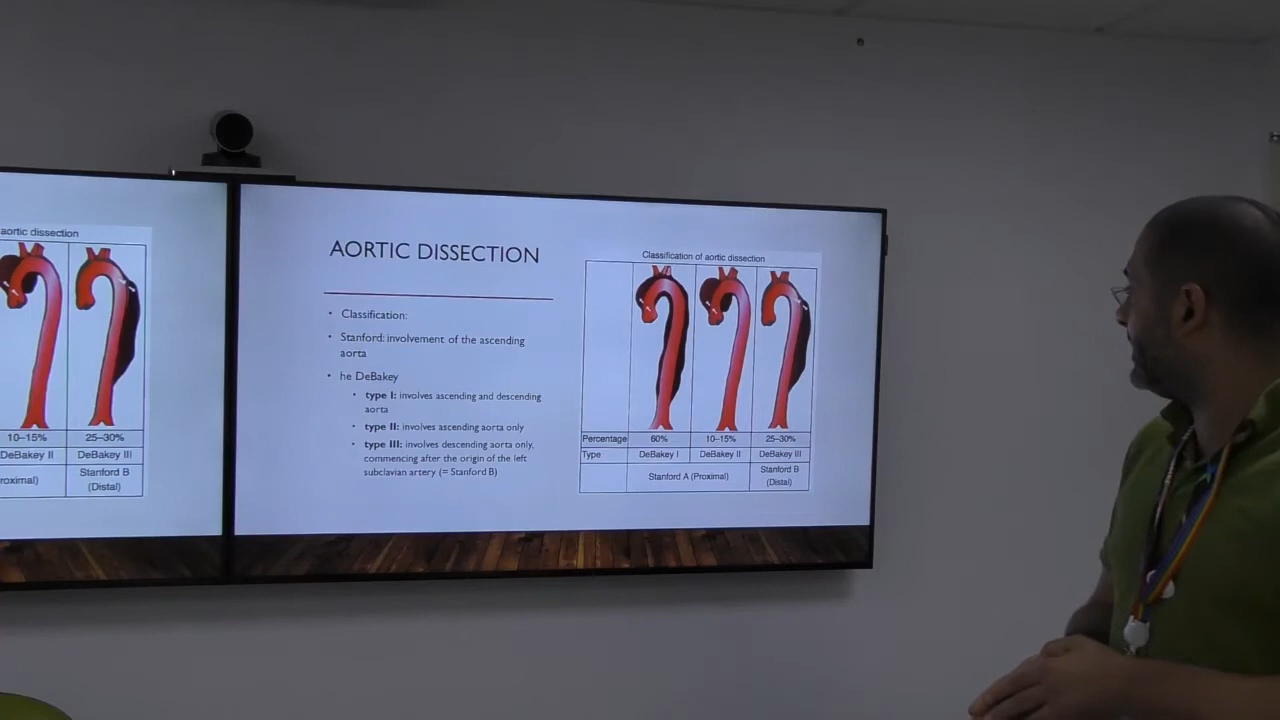 aortic dissection
10–15%
25–30%
DeBakey II
DeBakey III
roximal)
Stanford B
(Distal)
AORTIC DISSECTION
• Classification:
• Stanford: involvement of the ascending
aorta
• he DeBakey
• type I: involves ascending and descending
aorta
• type II: involves ascending aorta only
• type III: involves descending aorta only,
commencing after the origin of the left
subclavian artery (= Stanford B)
Classification of aortic dissection
Percentage 60% 10–15% 25–30%
Type DeBakey I DeBakey II DeBakey III
Stanford A (Proximal) Stanford B
(Distal)